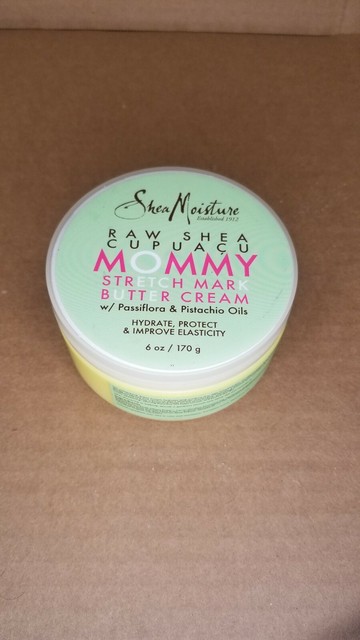 SheaMoisture
Established 1912
RAW SHEA
CUPUAÇU
MOMMY
STRETCH MARK
BUTTER CREAM
w/ Passiflora & Pistachio Oils
HYDRATE, PROTECT
& IMPROVE ELASTICITY
6 oz / 170 g